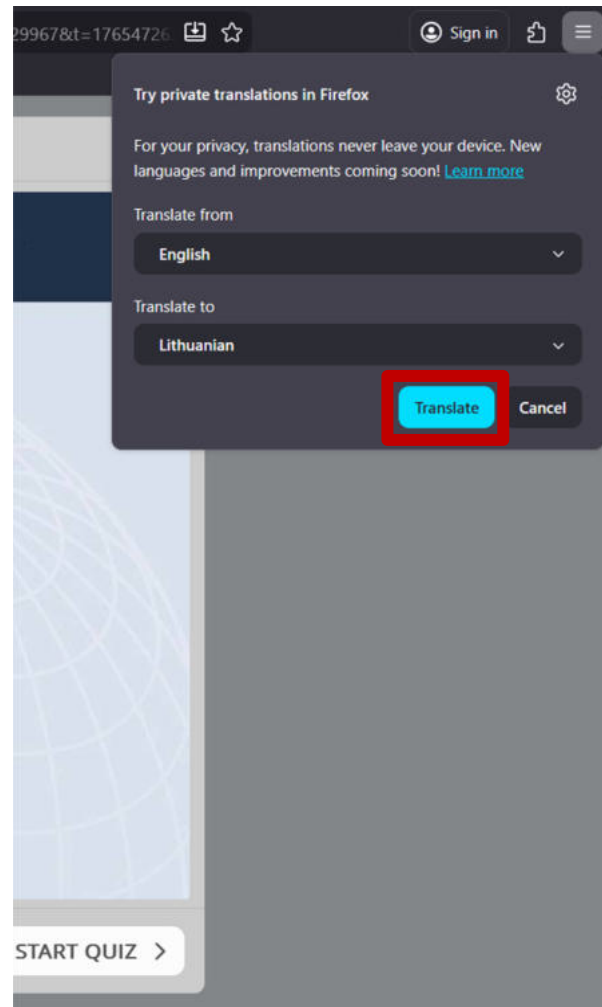 29967&t=17654726
Sign in
Try private translations in Firefox
For your privacy, translations never leave your device. New
languages and improvements coming soon! Learn more
Translate from
English
Translate to
Lithuanian
Translate Cancel
START QUIZ >